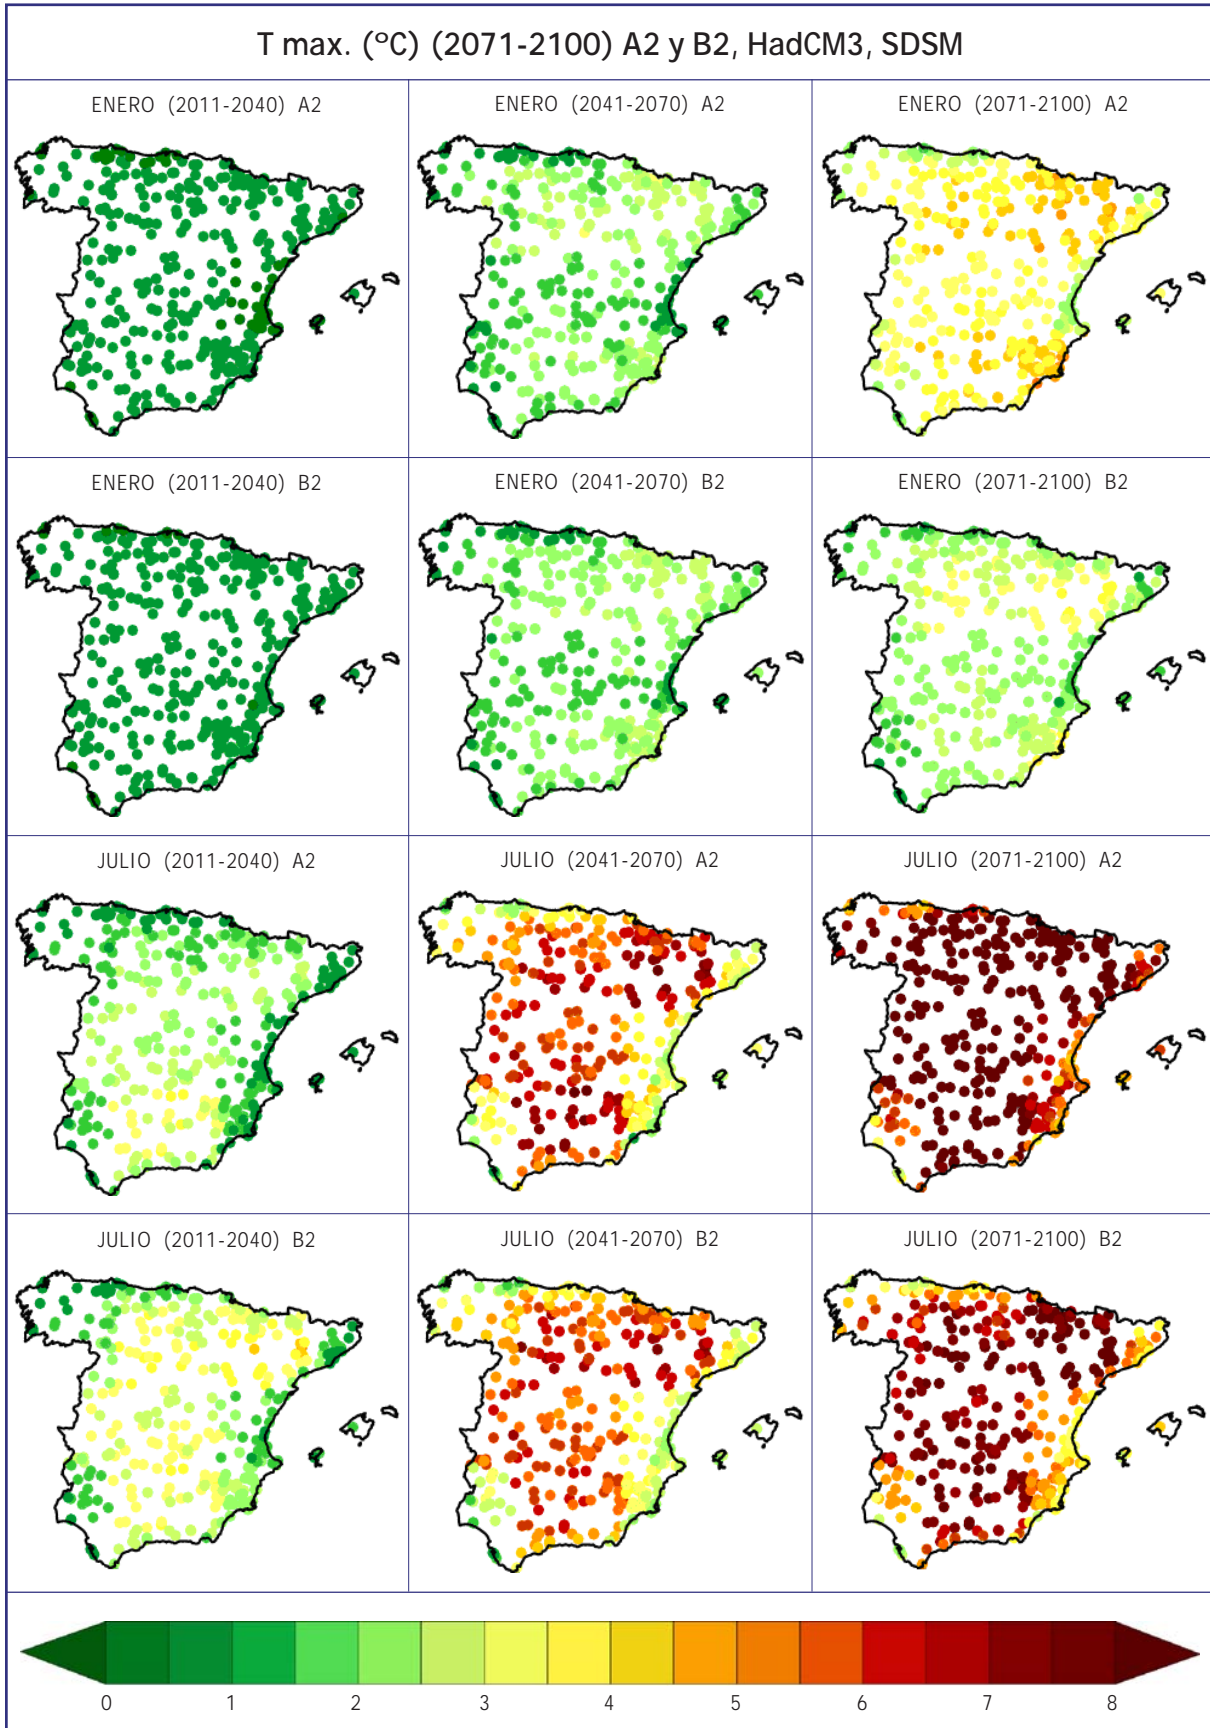 T max. (ºC) (2071-2100) A2 y B2, HadCM3, SDSM
ENERO (2011-2040) A2
ENERO (2041-2070) A2
ENERO (2071-2100) A2
ENERO (2011-2040) B2
ENERO (2041-2070) B2
ENERO (2071-2100) B2
JULIO (2011-2040) A2
JULIO (2041-2070) A2
JULIO (2071-2100) A2
JULIO (2011-2040) B2
JULIO (2041-2070) B2
JULIO (2071-2100) B2
0 1 2 3 4 5 6 7 8